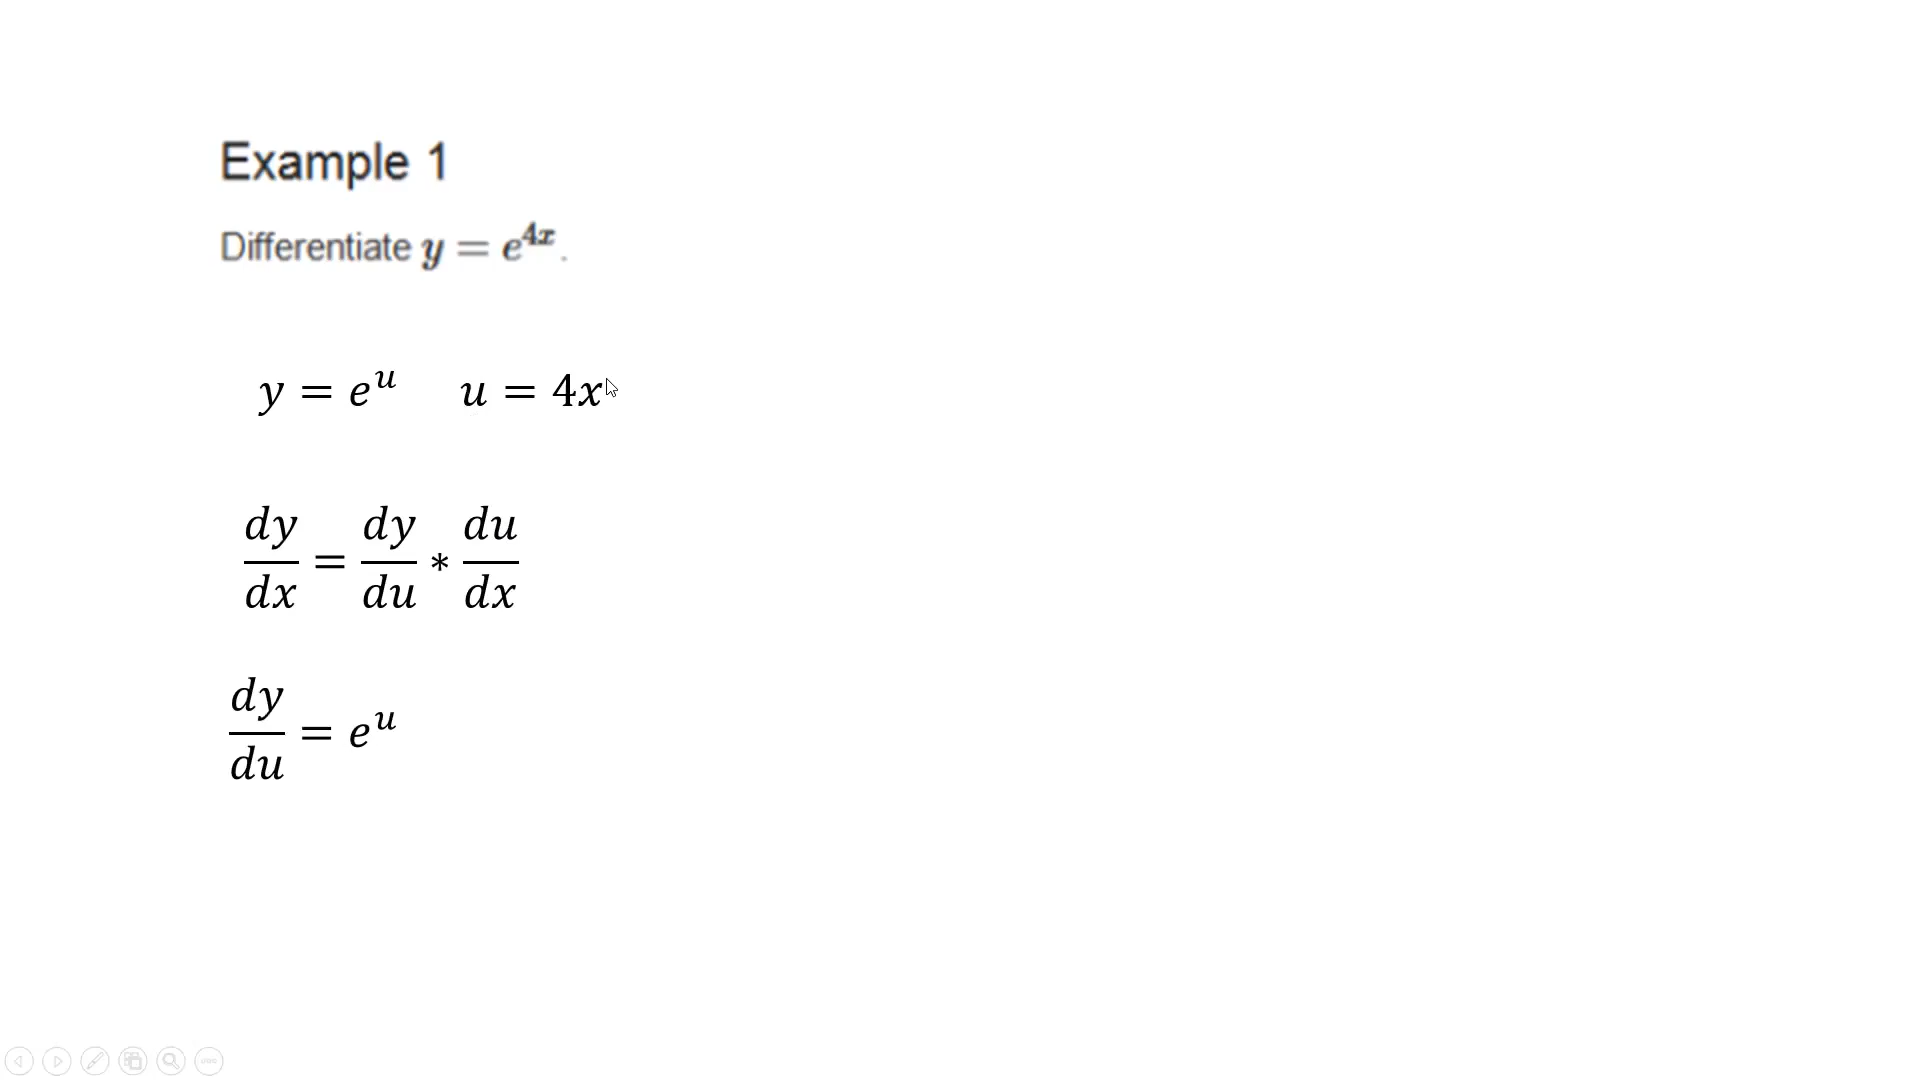 Example 1
Differentiate y = e^{4x}.
y = e^u u = 4x
dy/dx = dy/du * du/dx
dy/du = e^u